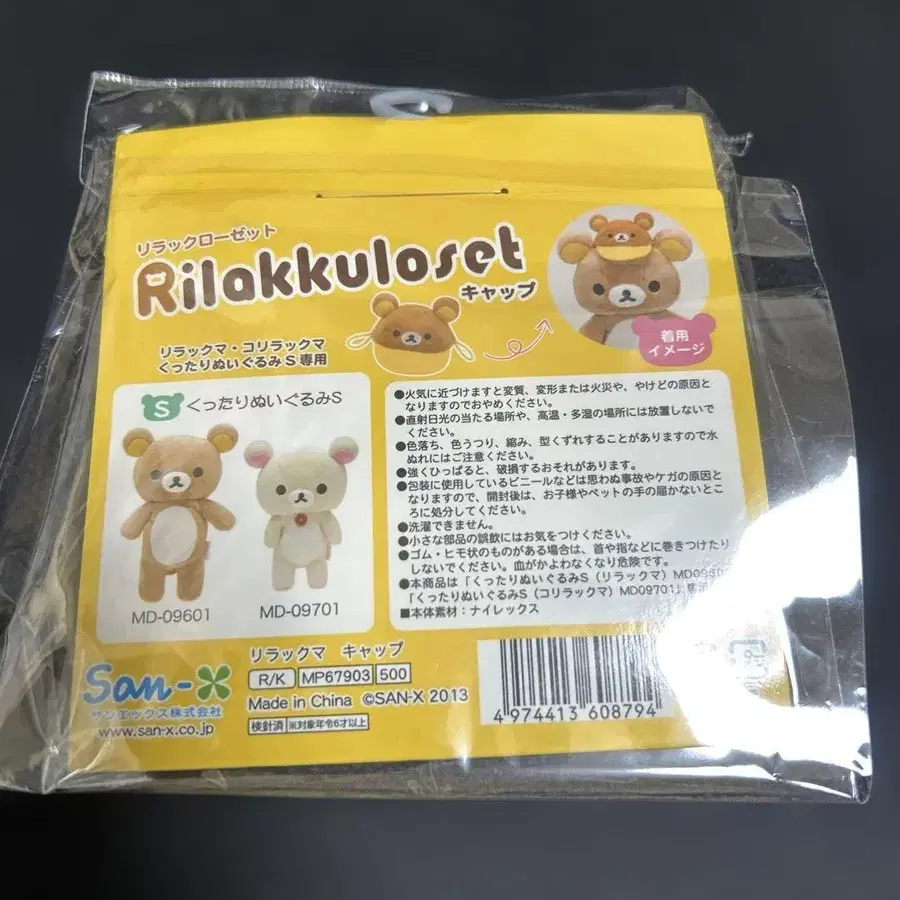 リラックローゼット
Rilakkuloset
キャップ
リラックマ・コリラックマ
くったりぬいぐるみS専用
着用
イメージ
S くったりぬいぐるみS
MD-09601
MD-09701
●火気に近づけますと変質、変形または火災や、やけどの原因と
なりますのでおやめください。
●直射日光の当たる場所や、高温・多湿の場所には放置しないで
ください。
●色落ち、色うつり、縮み、型くずれすることがありますので水
ぬれにはご注意ください。
●強くひっぱると、破損するおそれがあります。
●包装に使用しているビニールなどは思わぬ事故やケガの原因と
なりますので、開封後は、お子様やペットの手の届かないとこ
ろに処分してください。
●洗濯できません。
●小さな部品の誤飲にはお気をつけください。
●ゴム・ヒモ状のものがある場合は、首や指などに巻きつけたり
しないでください。血がかよわなくなり危険です。
●本商品は「くったりぬいぐるみS（リラックマ）MD0960
「くったりぬいぐるみS（コリラックマ）MD09701」
■本体素材：ナイレックス
San-X
サンエックス株式会社
www.san-x.co.jp
リラックマ　キャップ
R/K MP67903 500
Made in China ©SAN-X 2013
検針済 ※対象年令6才以上
4 974413 608794